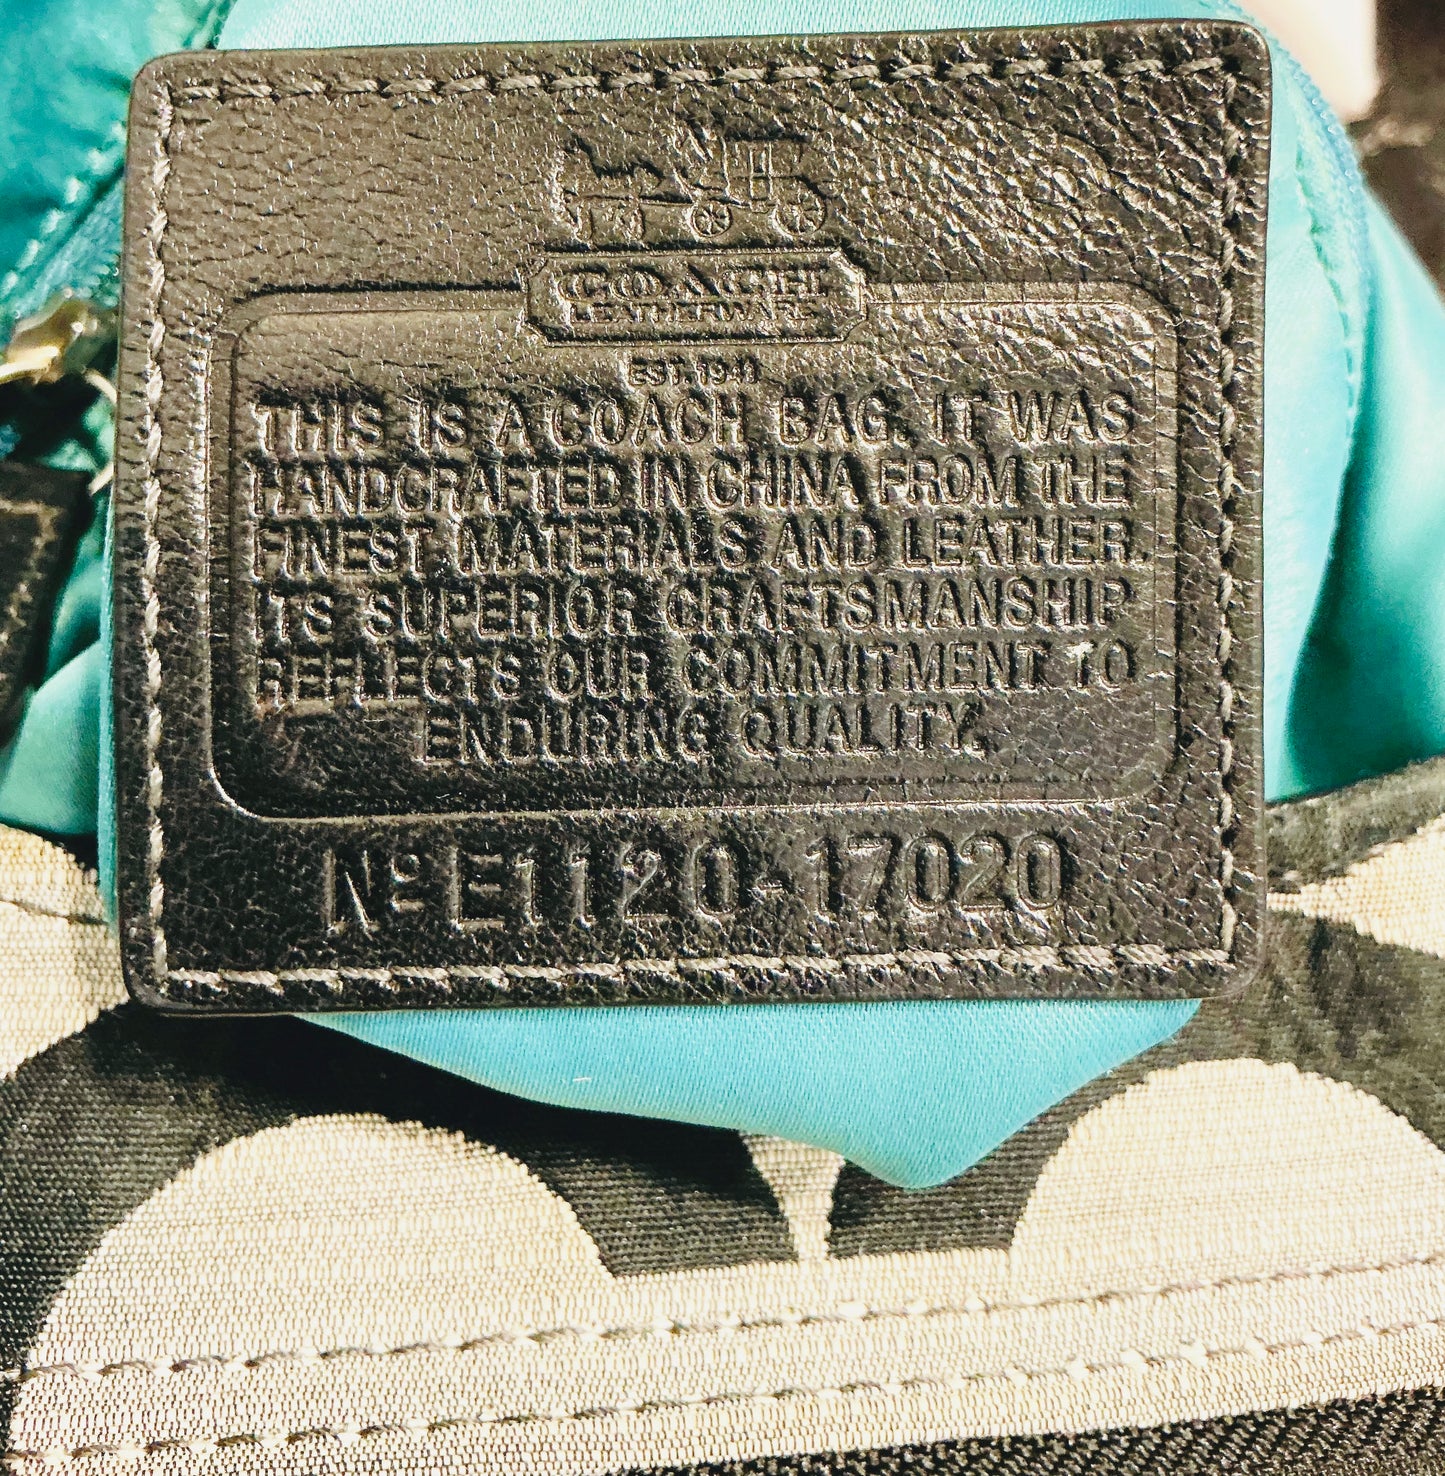 COACH
LEATHERWARE
EST. 1941
THIS IS A COACH BAG. IT WAS
HANDCRAFTED IN CHINA FROM THE
FINEST MATERIALS AND LEATHER.
ITS SUPERIOR CRAFTSMANSHIP
REFLECTS OUR COMMITMENT TO
ENDURING QUALITY.
Nº E1120-17020